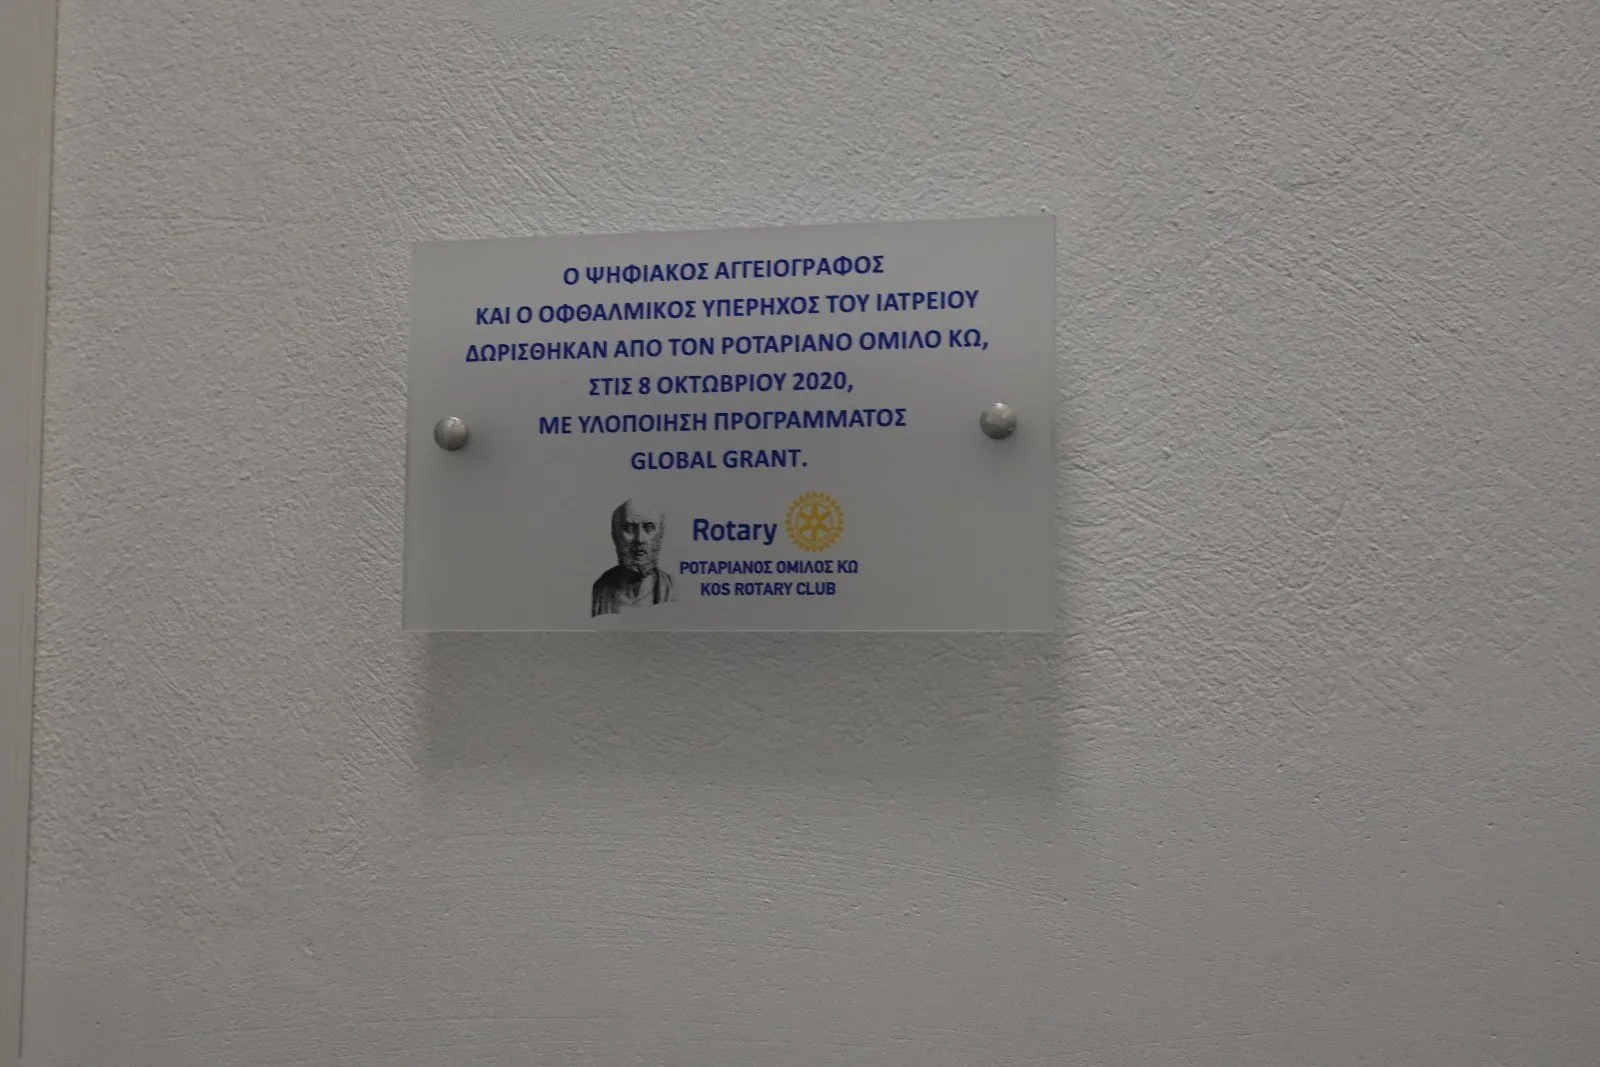 Ο ΨΗΦΙΑΚΟΣ ΑΓΓΕΙΟΓΡΑΦΟΣ
ΚΑΙ Ο ΟΦΘΑΛΜΙΚΟΣ ΥΠΕΡΗΧΟΣ ΤΟΥ ΙΑΤΡΕΙΟΥ
ΔΩΡΙΣΘΗΚΑΝ ΑΠΟ ΤΟΝ ΡΟΤΑΡΙΑΝΟ ΟΜΙΛΟ ΚΩ,
ΣΤΙΣ 8 ΟΚΤΩΒΡΙΟΥ 2020,
ΜΕ ΥΛΟΠΟΙΗΣΗ ΠΡΟΓΡΑΜΜΑΤΟΣ
GLOBAL GRANT.
Rotary
ΡΟΤΑΡΙΑΝΟΣ ΟΜΙΛΟΣ ΚΩ
KOS ROTARY CLUB